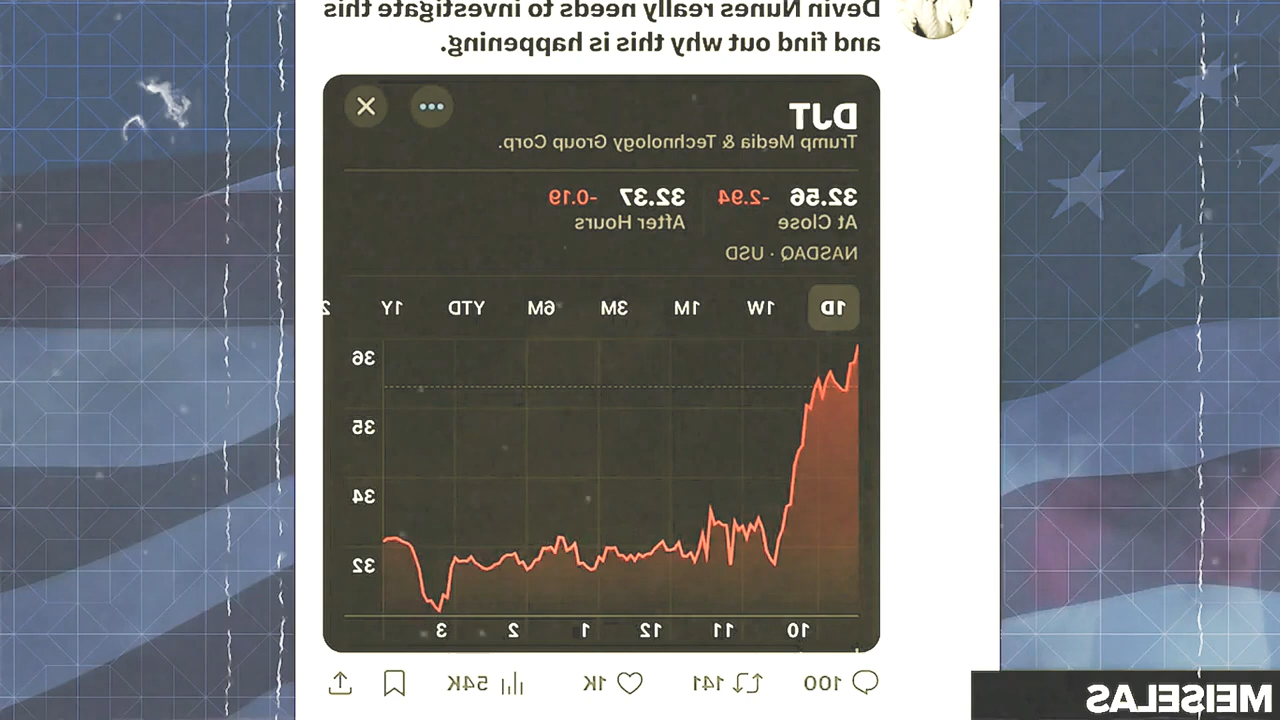 Devin Nunes really needs to investigate this
and find out why this is happening.
DJT
Trump Media & Technology Group Corp.
32.56 -2.94 32.37 -0.19
At Close After Hours
NASDAQ · USD
1D 1W 1M 3M 6M YTD 1Y 2
36
35
34
32
10 11 12 1 2 3
100 141 1K 54K
MEISELAS